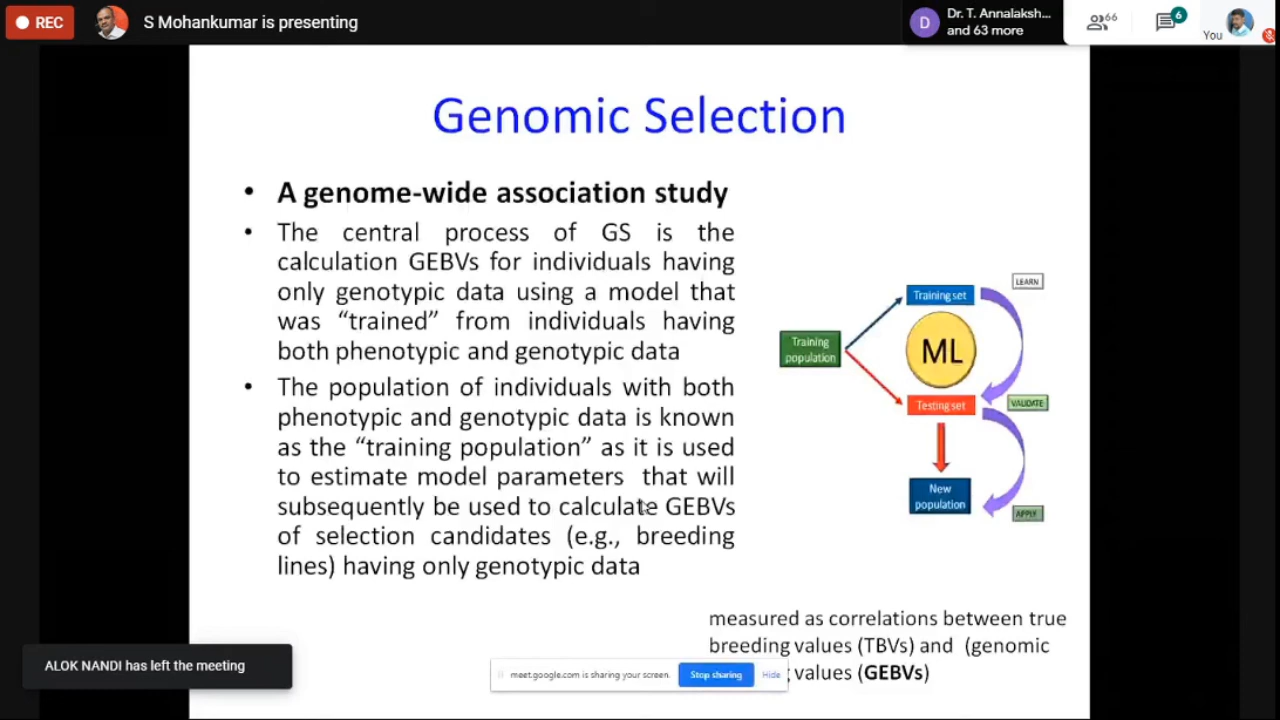 REC
S Mohankumar is presenting
D
Dr. T. Annalaksh...
and 63 more
66
6
You
Genomic Selection
• A genome-wide association study
• The central process of GS is the
calculation GEBVs for individuals having
only genotypic data using a model that
was “trained” from individuals having
both phenotypic and genotypic data
• The population of individuals with both
phenotypic and genotypic data is known
as the “training population” as it is used
to estimate model parameters that will
subsequently be used to calculate GEBVs
of selection candidates (e.g., breeding
lines) having only genotypic data
LEARN
Training set
Training
population
ML
Testing set
VALIDATE
New
population
APPLY
measured as correlations between true
breeding values (TBVs) and (genomic
values (GEBVs)
ALOK NANDI has left the meeting
meet.google.com is sharing your screen.
Stop sharing
Hide